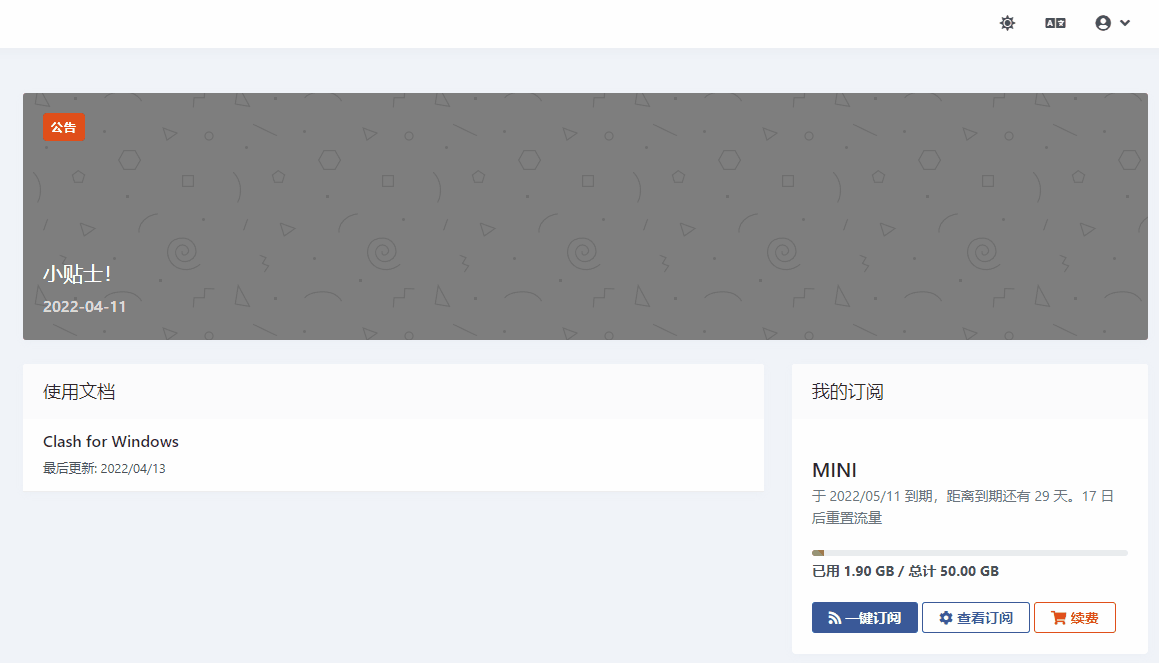 公告
小贴士!
2022-04-11
使用文档
Clash for Windows
最后更新: 2022/04/13
我的订阅
MINI
于 2022/05/11 到期，距离到期还有 29 天。17 日
后重置流量
已用 1.90 GB / 总计 50.00 GB
一键订阅 查看订阅 续费